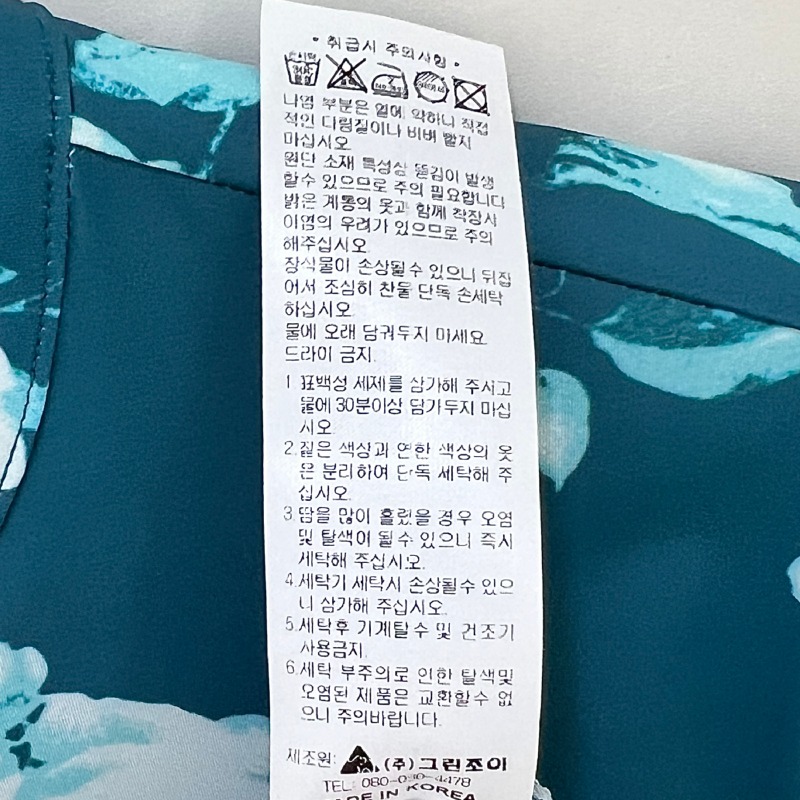 • 취급시 주의사항 •
손세탁
나염 부분은 열에 약하니 직접
적인 다림질이나 비벼 빨지
마십시오
원단 소재 특성상 뜯김이 발생
할수 있으므로 주의 필요합니다
밝은 계통의 옷과 함께 착장시
이염의 우려가 있으므로 주의
해주십시오.
장식물이 손상될수 있으니 뒤집
어서 조심히 찬물 단독 손세탁
하십시오.
물에 오래 담궈두지 마세요
드라이 금지.
1. 표백성 세제를 삼가해 주시고
물에 30분이상 담가두지 마십
시오.
2. 짙은 색상과 연한 색상의 옷
은 분리하여 단독 세탁해 주
십시오.
3. 땀을 많이 흘렸을 경우 오염
및 탈색이 될수 있으니 즉시
세탁해 주십시오.
4. 세탁기 세탁시 손상될수 있으
니 삼가해 주십시오.
5. 세탁후 기계탈수 및 건조기
사용금지.
6. 세탁 부주의로 인한 탈색및
오염된 제품은 교환할수 없
으니 주의바랍니다.
제조원: (주)그린조이
TEL: 
MADE IN KOREA